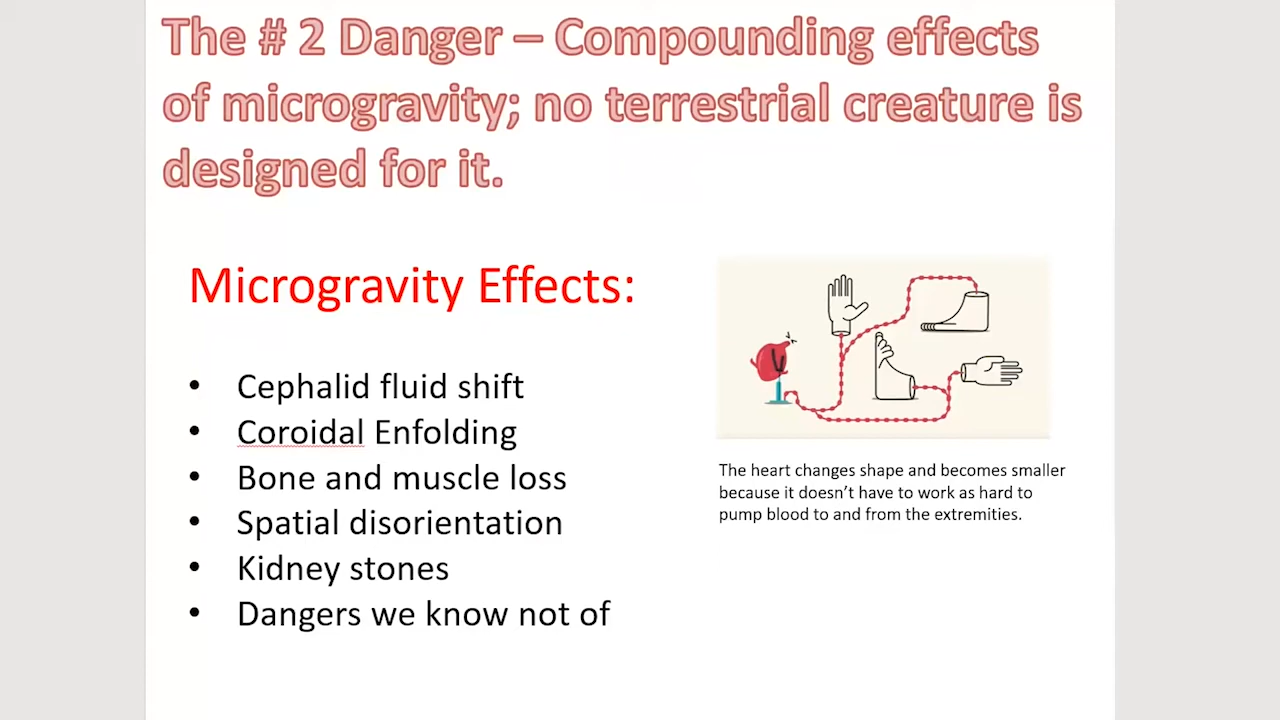 The # 2 Danger – Compounding effects
of microgravity; no terrestrial creature is
designed for it.
Microgravity Effects:
• Cephalid fluid shift
• Coroidal Enfolding
• Bone and muscle loss
• Spatial disorientation
• Kidney stones
• Dangers we know not of
The heart changes shape and becomes smaller
because it doesn’t have to work as hard to
pump blood to and from the extremities.